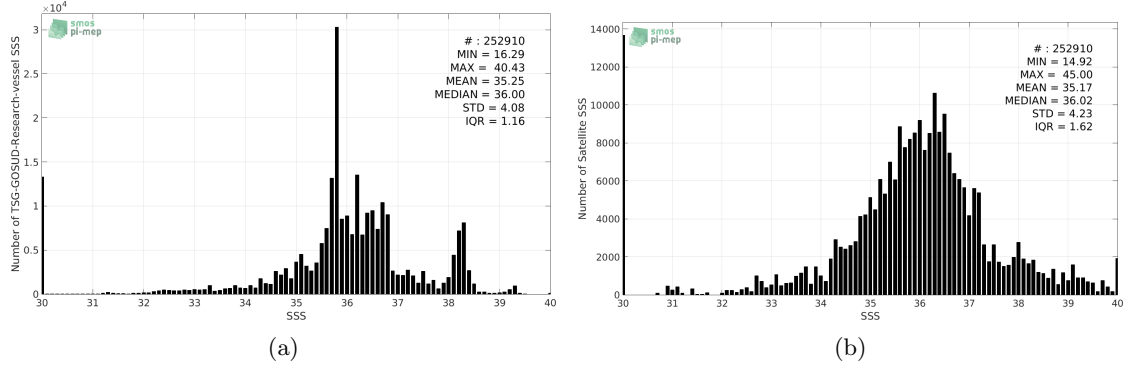 ×10⁴
smos
pi-mep
# : 252910
MIN = 16.29
MAX = 40.43
MEAN = 35.25
MEDIAN = 36.00
STD = 4.08
IQR = 1.16
Number of TSG-GOSUD-Research-vessel SSS
3
2.5
2
1.5
1
0.5
0
30 31 32 33 34 35 36 37 38 39 40
SSS
(a)
smos
pi-mep
# : 252910
MIN = 14.92
MAX = 45.00
MEAN = 35.17
MEDIAN = 36.02
STD = 4.23
IQR = 1.62
Number of Satellite SSS
14000
12000
10000
8000
6000
4000
2000
0
30 31 32 33 34 35 36 37 38 39 40
SSS
(b)